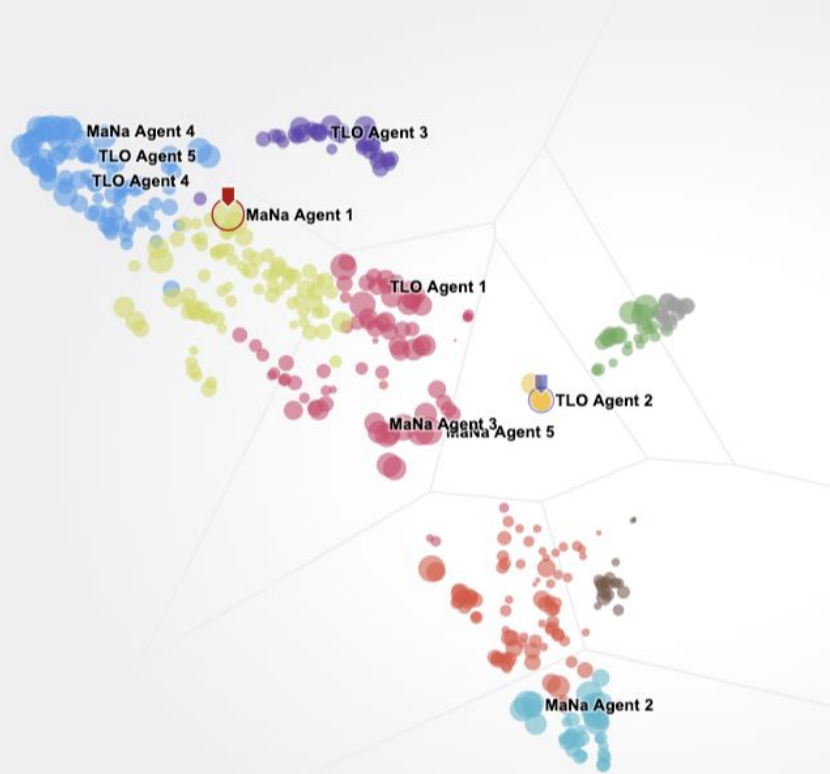 MaNa Agent 4
TLO Agent 3
TLO Agent 5
TLO Agent 4
MaNa Agent 1
TLO Agent 1
TLO Agent 2
MaNa Agent 3
MaNa Agent 5
MaNa Agent 2